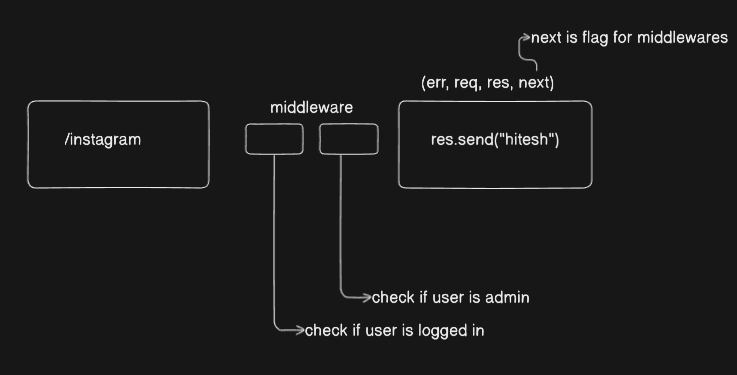 next is flag for middlewares
(err, req, res, next)
middleware
/instagram
res.send("hitesh")
check if user is admin
check if user is logged in